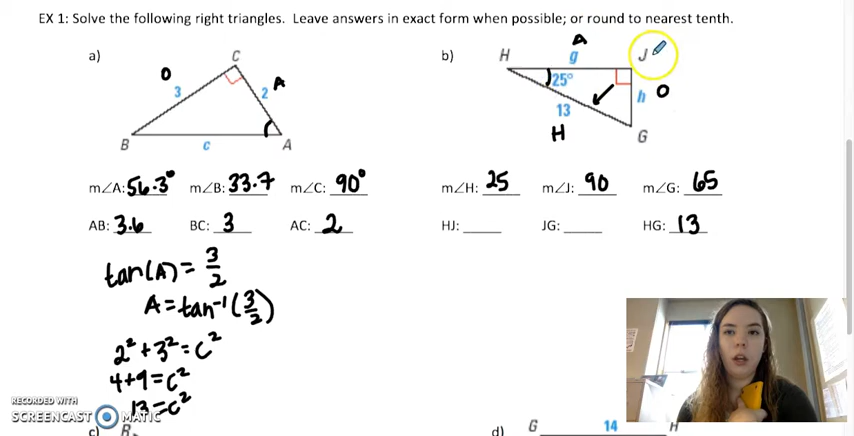 EX 1: Solve the following right triangles. Leave answers in exact form when possible; or round to nearest tenth.
a)
C
O
3
2
A
B
c
A
m∠A: 56.3° m∠B: 33.7 m∠C: 90°
AB: 3.6 BC: 3 AC: 2
tan(A) = 3/2
A = tan⁻¹(3/2)
2² + 3² = c²
4 + 9 = c²
13 = c²
c) B
b)
A
H
g
J
25°
h
O
13
H
G
m∠H: 25 m∠J: 90 m∠G: 65
HJ: ______ JG: ______ HG: 13
d) G 14 H
RECORDED WITH
SCREENCAST MATIC